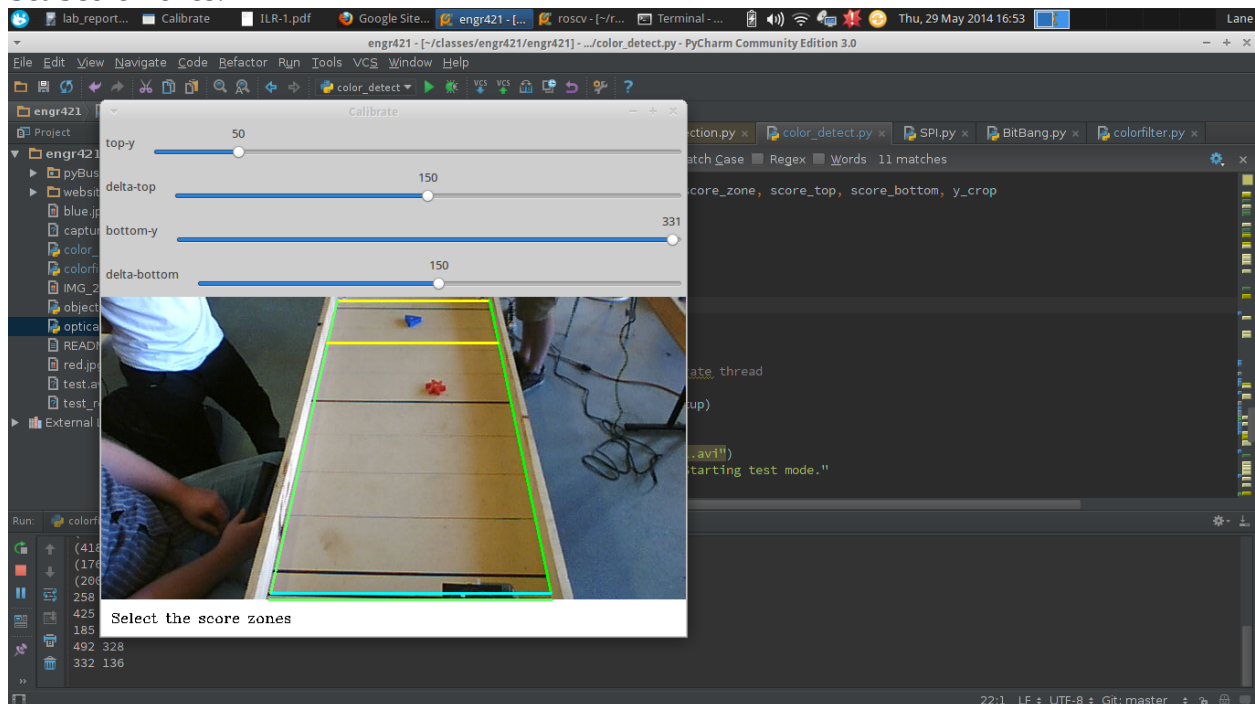 lab_report... Calibrate ILR-1.pdf Google Site... engr421 - [... roscv - [~/r... Terminal - ... Thu, 29 May 2014 16:53 Lane
engr421 - [~/classes/engr421/engr421] - .../color_detect.py - PyCharm Community Edition 3.0
File Edit View Navigate Code Refactor Run Tools VCS Window Help
color_detect VCS VCS ?
engr421 Calibrate
Project ection.py × color_detect.py × SPI.py × BitBang.py × colorfilter.py ×
top-y 50
engr421 atch Case Regex Words 11 matches
pyBus
delta-top 150
websit score_zone, score_top, score_bottom, y_crop
blue.jp
captu
bottom-y 331
color_
colorfi
delta-bottom 150
IMG_2
object
optica
READ
red.jp
rate thread
test.a
test_r
tup)
External
.avi")
starting test mode."
Run: colorf
(418
(176
(200
258
425
Select the score zones
185
492 328
332 136
22:1 LF UTF-8 Git: master